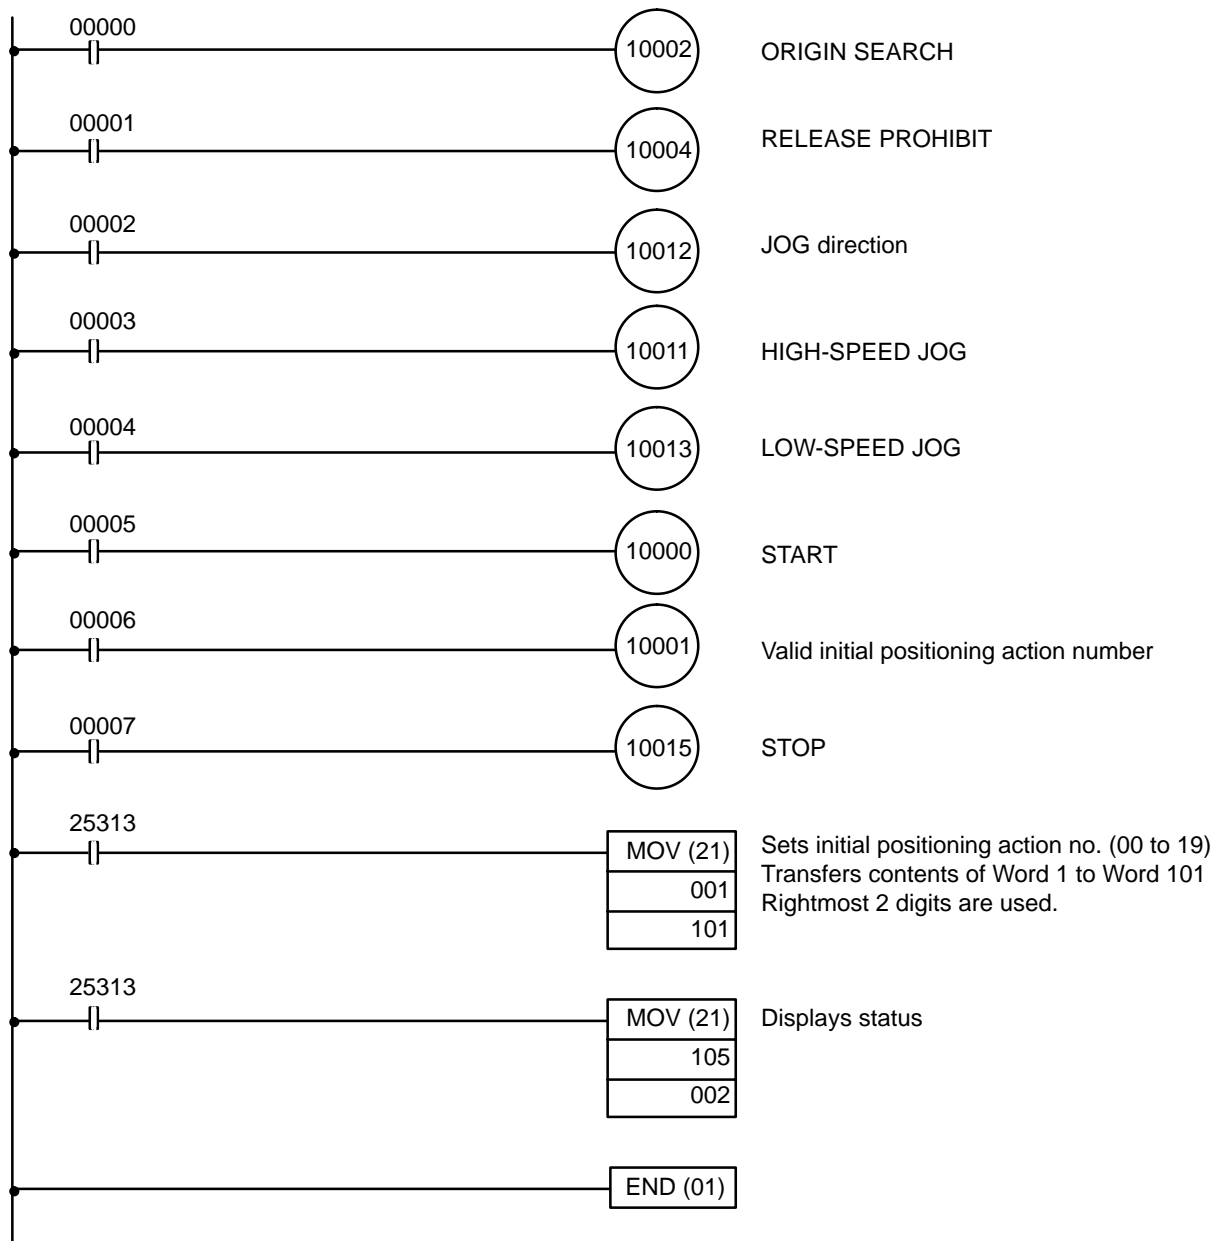 00000
10002 ORIGIN SEARCH
00001
10004 RELEASE PROHIBIT
00002
10012 JOG direction
00003
10011 HIGH-SPEED JOG
00004
10013 LOW-SPEED JOG
00005
10000 START
00006
10001 Valid initial positioning action number
00007
10015 STOP
25313
MOV (21) Sets initial positioning action no. (00 to 19)
Transfers contents of Word 1 to Word 101
001 Rightmost 2 digits are used.
101
25313
MOV (21) Displays status
105
002
END (01)